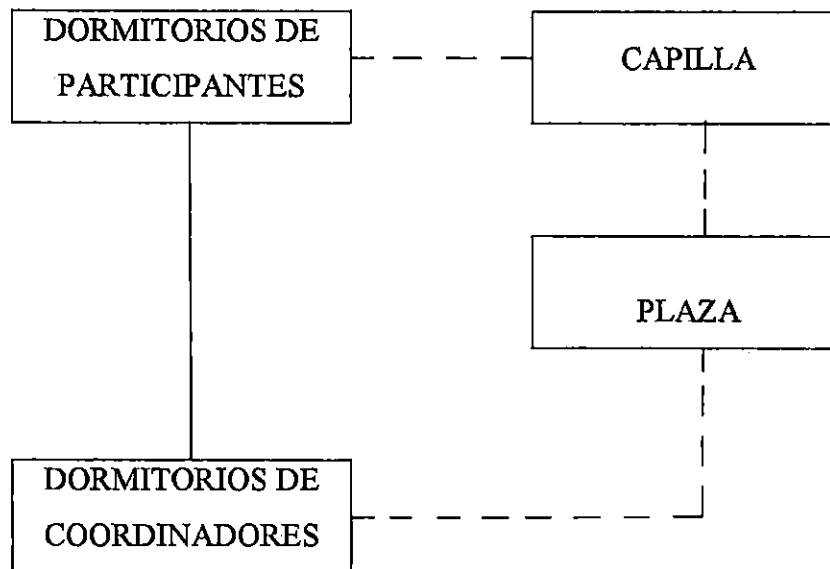 DORMITORIOS DE
PARTICIPANTES
CAPILLA
PLAZA
DORMITORIOS DE
COORDINADORES